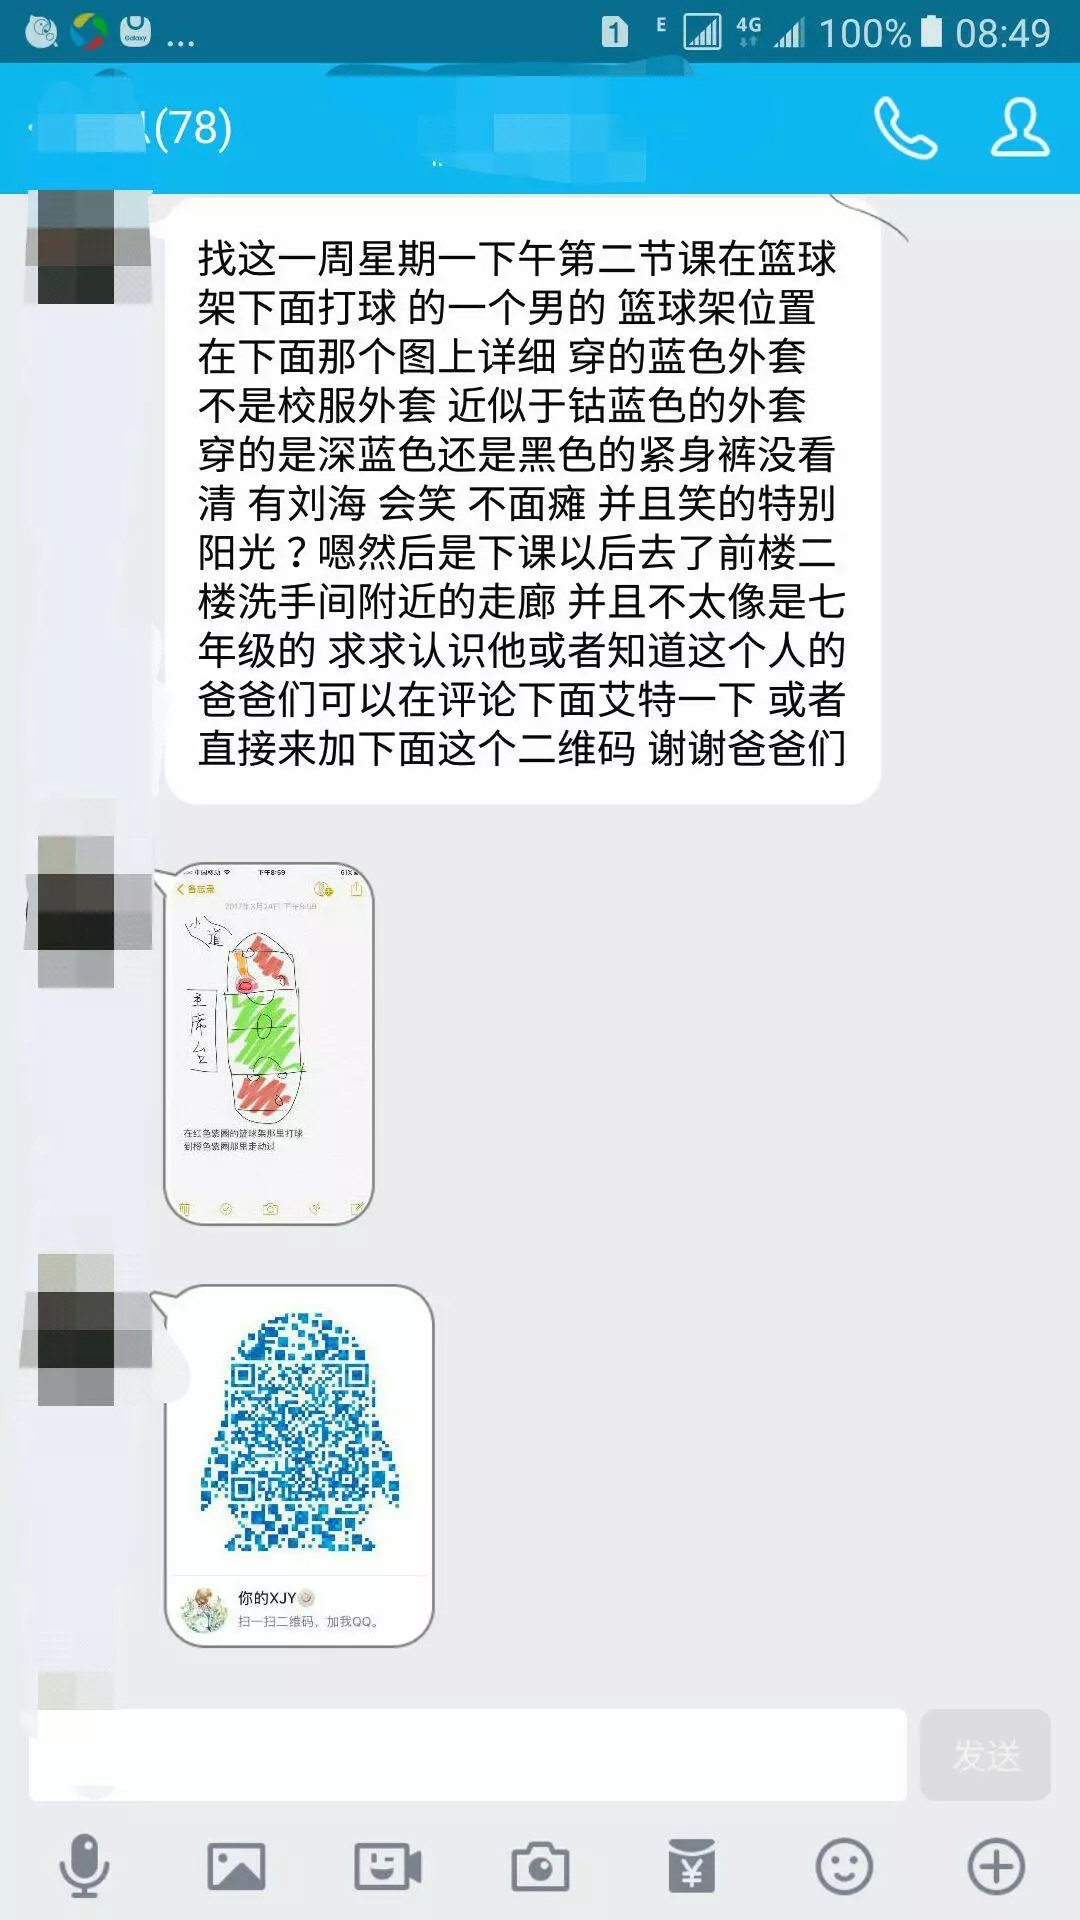 1 E 4G 100% 08:49
(78)
找这一周星期一下午第二节课在篮球
架下面打球 的一个男的 篮球架位置
在下面那个图上详细 穿的蓝色外套
不是校服外套 近似于钴蓝色的外套
穿的是深蓝色还是黑色的紧身裤没看
清 有刘海 会笑 不面瘫 并且笑的特别
阳光？嗯然后是下课以后去了前楼二
楼洗手间附近的走廊 并且不太像是七
年级的 求求认识他或者知道这个人的
爸爸们可以在评论下面艾特一下 或者
直接来加下面这个二维码 谢谢爸爸们
中国移动 下午8:59 61%
备忘录
2017年3月24日 下午8:59
小道
主席台
在红色标圈的篮球架那里打球
到橙色标圈那里走动过
你的XJY
扫一扫二维码，加我QQ。
发送